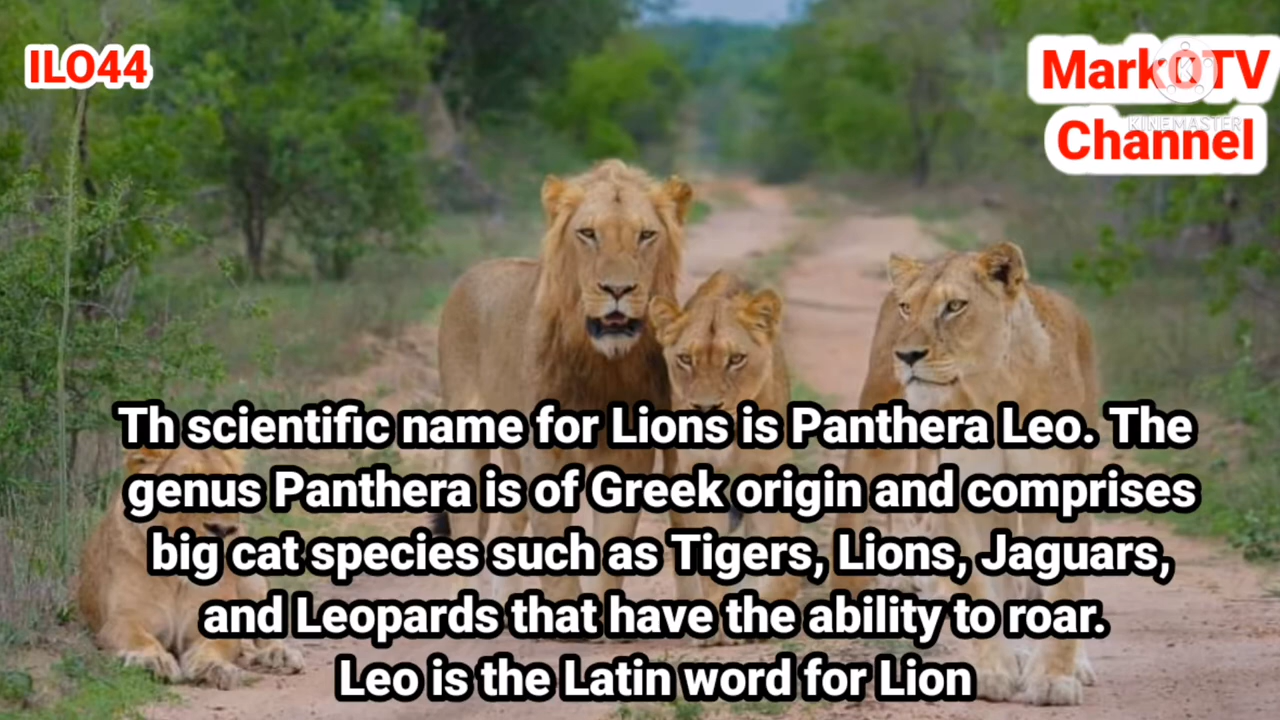 ILO44
Mark TV
Channel
KINEMASTER
Th scientific name for Lions is Panthera Leo. The
genus Panthera is of Greek origin and comprises
big cat species such as Tigers, Lions, Jaguars,
and Leopards that have the ability to roar.
Leo is the Latin word for Lion